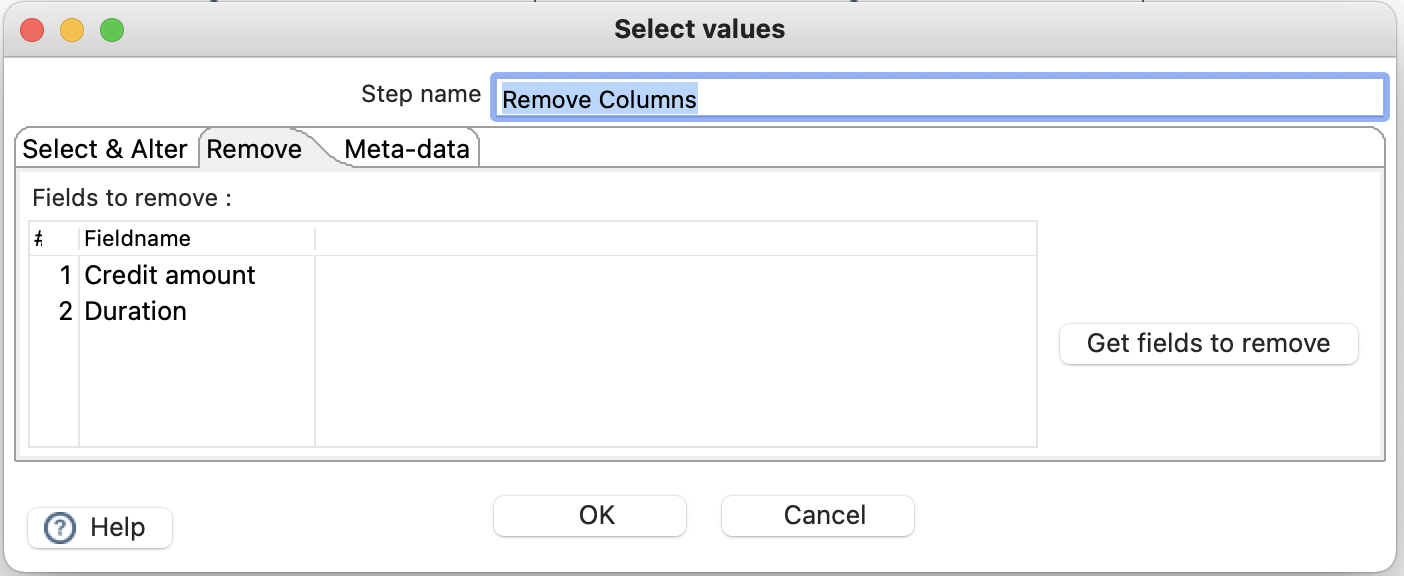 Select values
Step name Remove Columns
Select & Alter Remove Meta-data
Fields to remove :
# Fieldname
1 Credit amount
2 Duration
Get fields to remove
OK Cancel
? Help